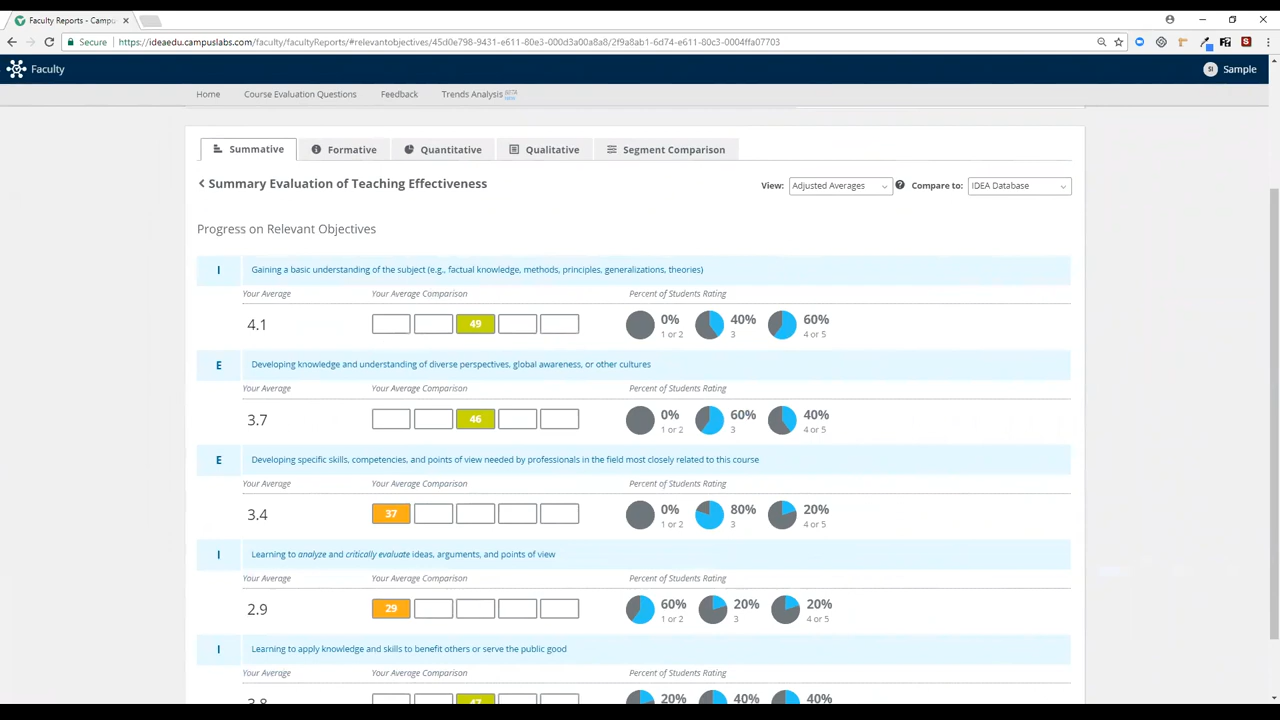 Faculty Reports - Campu
Secure https://ideaedu.campuslabs.com/faculty/facultyReports/#relevantobjectives/45d0e798-9431-e611-80e3-000d3a00a8a8/2f9a8ab1-6d74-e611-80c3-0004ffa07703
Faculty SI Sample
Home Course Evaluation Questions Feedback Trends Analysis BETA
Summative Formative Quantitative Qualitative Segment Comparison
Summary Evaluation of Teaching Effectiveness View: Adjusted Averages Compare to: IDEA Database
Progress on Relevant Objectives
I Gaining a basic understanding of the subject (e.g., factual knowledge, methods, principles, generalizations, theories)
Your Average Your Average Comparison Percent of Students Rating
4.1 49 0% 40% 60%
1 or 2 3 4 or 5
E Developing knowledge and understanding of diverse perspectives, global awareness, or other cultures
Your Average Your Average Comparison Percent of Students Rating
3.7 46 0% 60% 40%
1 or 2 3 4 or 5
E Developing specific skills, competencies, and points of view needed by professionals in the field most closely related to this course
Your Average Your Average Comparison Percent of Students Rating
3.4 37 0% 80% 20%
1 or 2 3 4 or 5
I Learning to analyze and critically evaluate ideas, arguments, and points of view
Your Average Your Average Comparison Percent of Students Rating
2.9 29 60% 20% 20%
1 or 2 3 4 or 5
I Learning to apply knowledge and skills to benefit others or serve the public good
Your Average Your Average Comparison Percent of Students Rating
3.8 47 20% 40% 40%